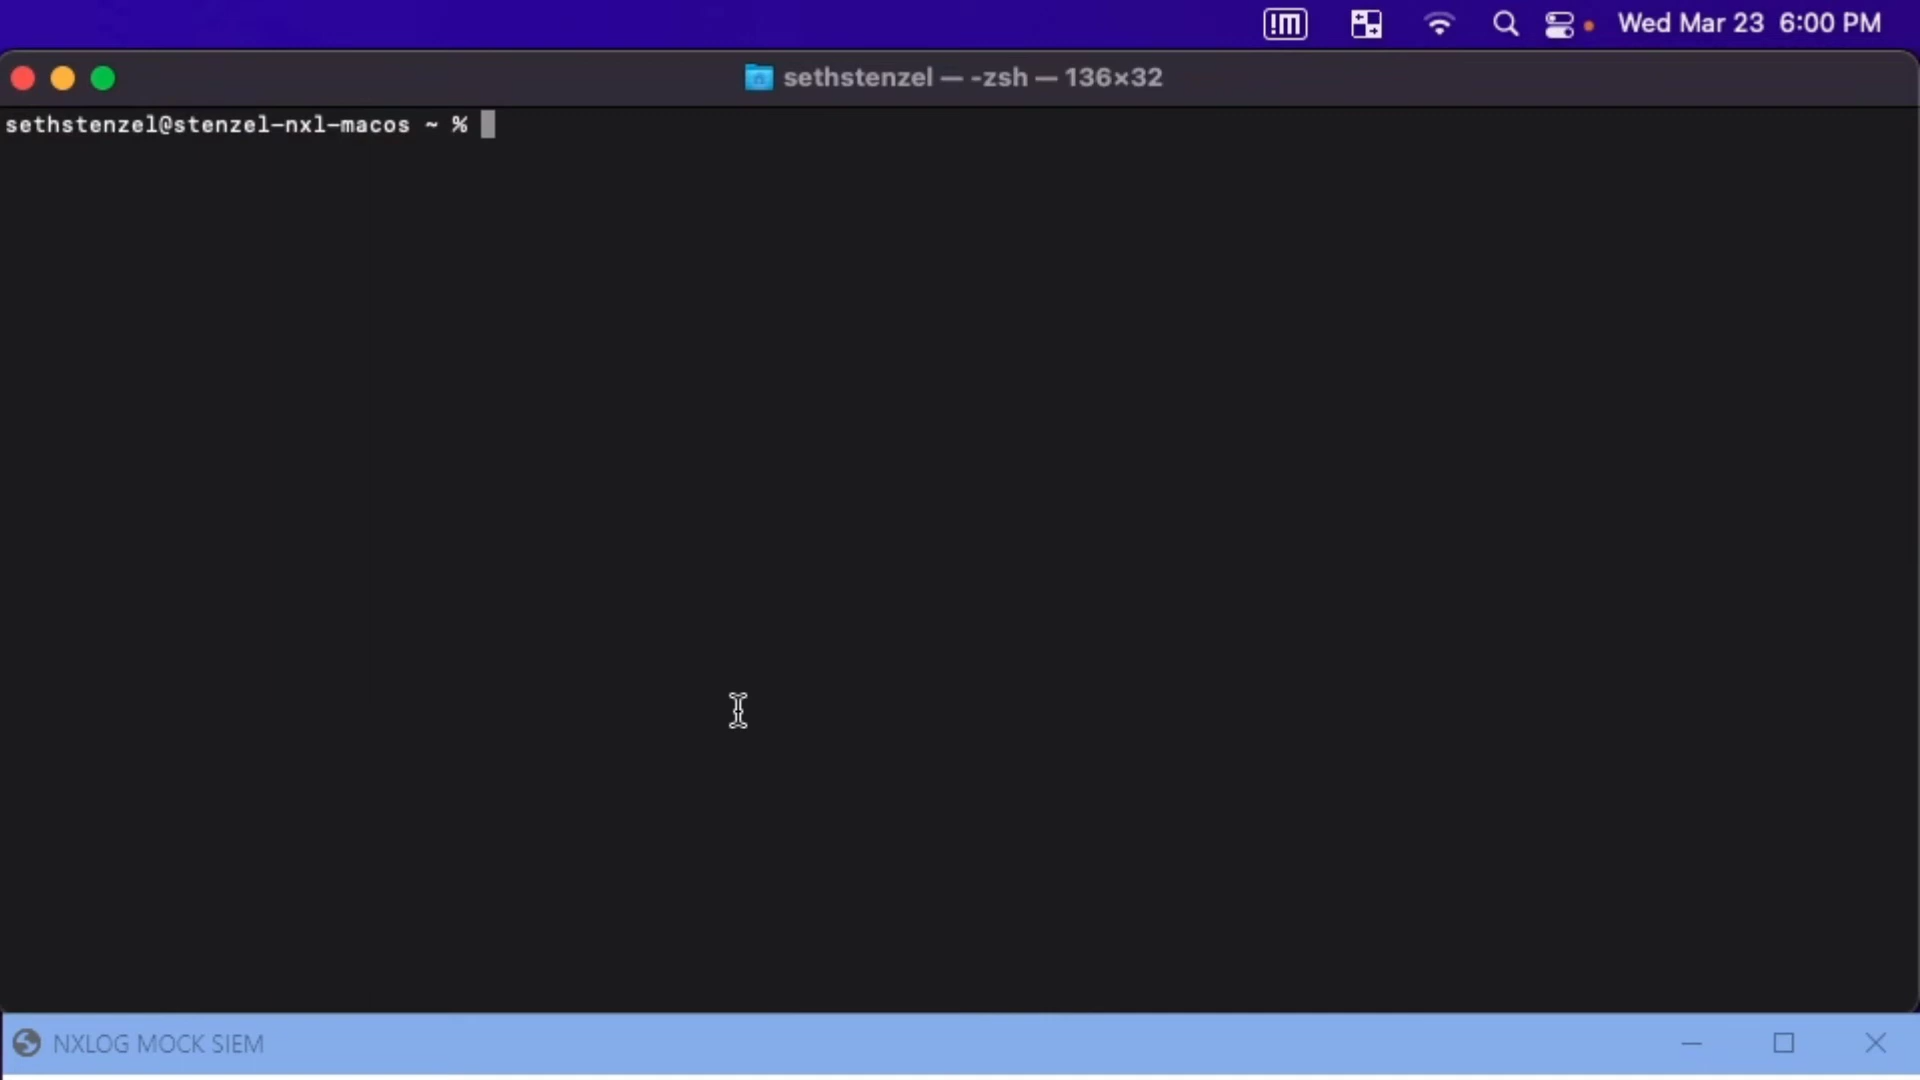 !M Wed Mar 23 6:00 PM
sethstenzel — -zsh — 136×32
sethstenzel@stenzel-nxl-macos ~ %
NXLOG MOCK SIEM